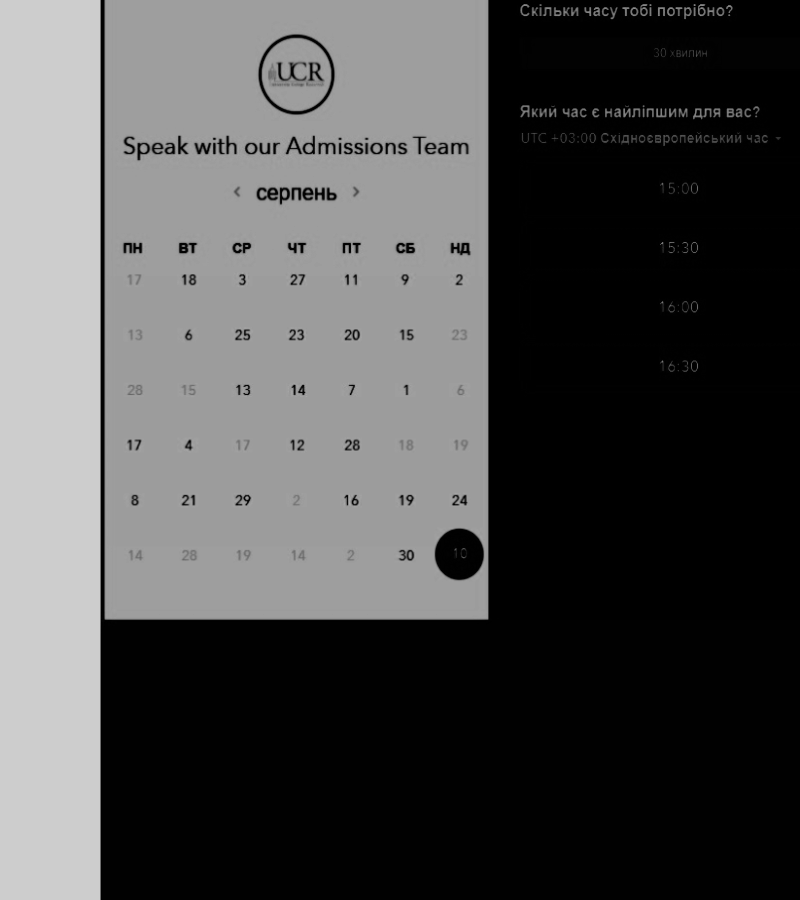 UCR
Speak with our Admissions Team
< серпень >
ПН ВТ СР ЧТ ПТ СБ НД
17 18 3 27 11 9 2
13 6 25 23 20 15 23
28 15 13 14 7 1 6
17 4 17 12 28 18 19
8 21 29 2 16 19 24
14 28 19 14 2 30 10
Скільки часу тобі потрібно?
30 хвилин
Який час є найліпшим для вас?
UTC +03:00 Східноєвропейський час
15:00
15:30
16:00
16:30